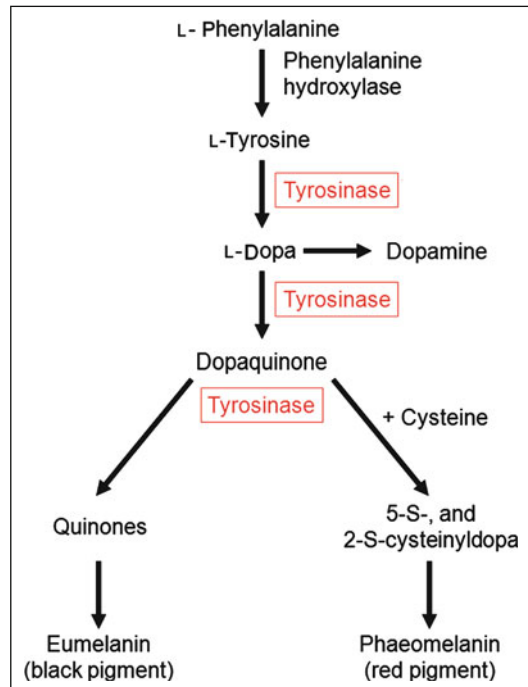 L- Phenylalanine
Phenylalanine
hydroxylase
L-Tyrosine
Tyrosinase
L-Dopa
Dopamine
Tyrosinase
Dopaquinone
Tyrosinase
+ Cysteine
Quinones
5-S-, and
2-S-cysteinyldopa
Eumelanin
(black pigment)
Phaeomelanin
(red pigment)